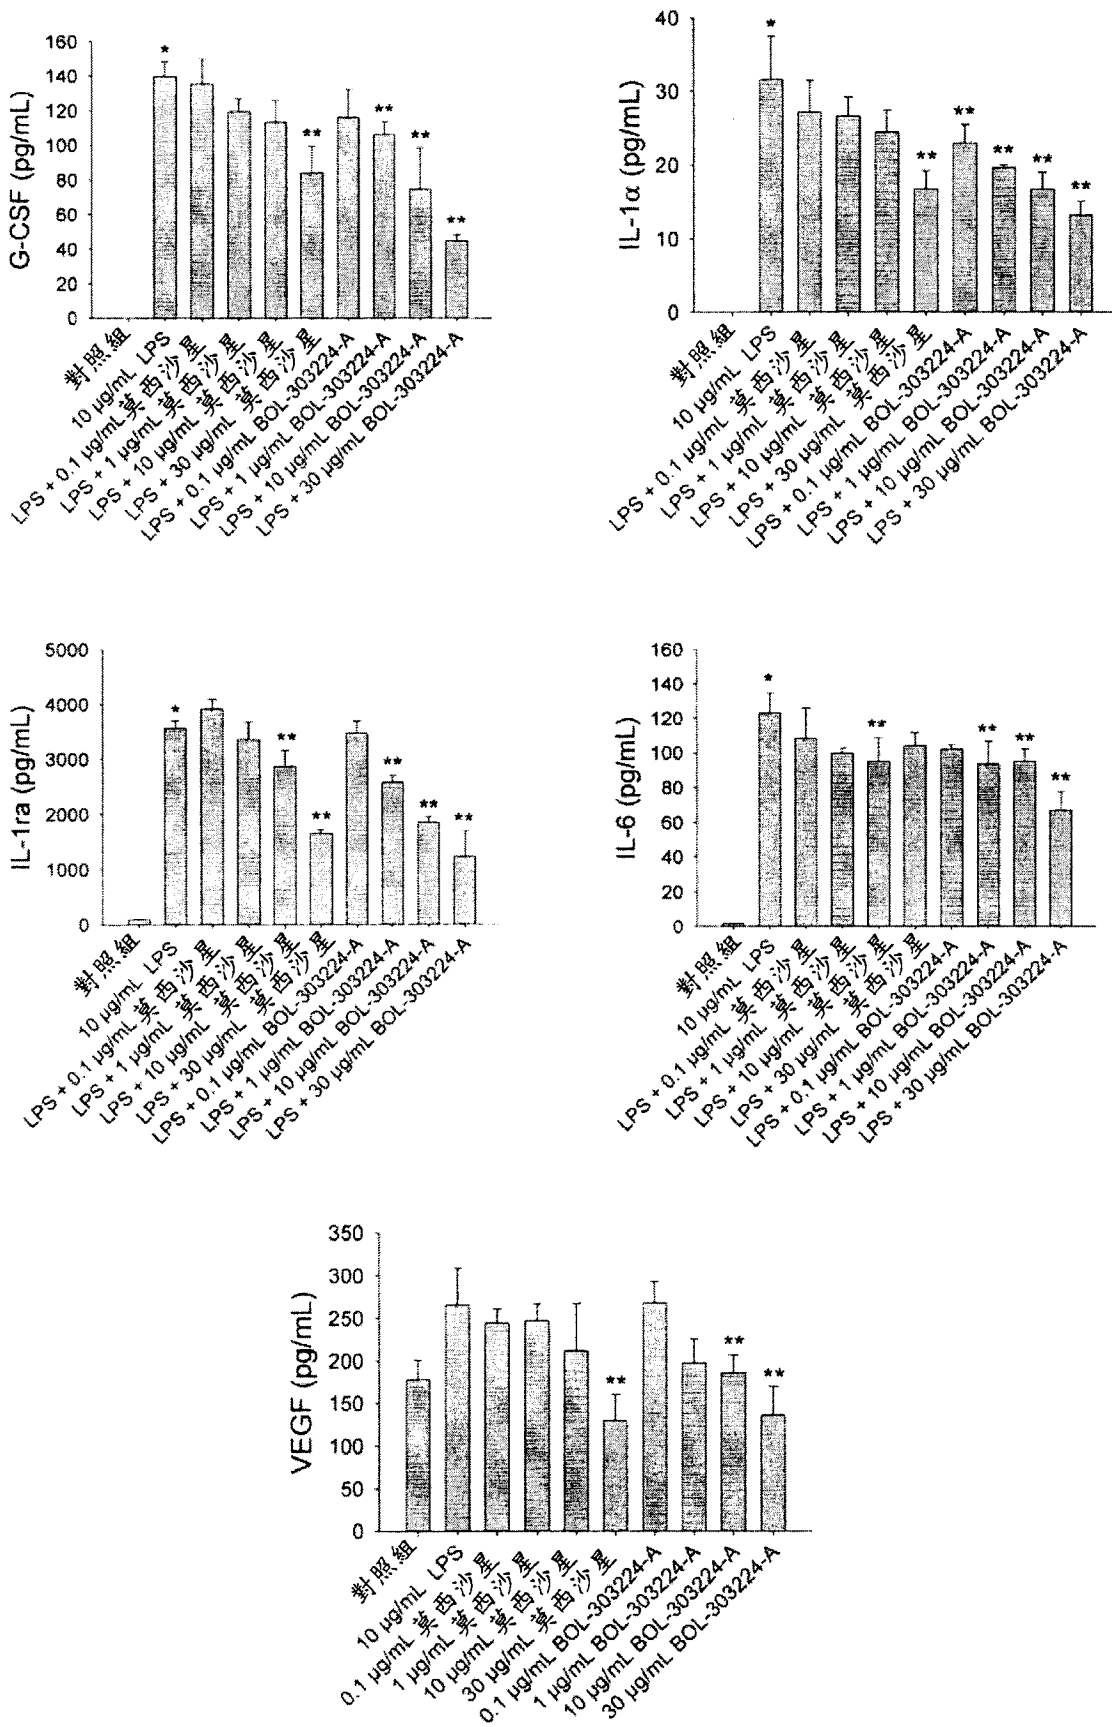 G-CSF (pg/mL)
160
140
120
100
80
60
40
20
0
*
**
**
**
**
對照組
10 µg/mL LPS
LPS + 0.1 µg/mL 莫西沙星
LPS + 1 µg/mL 莫西沙星
LPS + 10 µg/mL 莫西沙星
LPS + 30 µg/mL 莫西沙星
LPS + 0.1 µg/mL BOL-303224-A
LPS + 1 µg/mL BOL-303224-A
LPS + 10 µg/mL BOL-303224-A
LPS + 30 µg/mL BOL-303224-A
IL-1α (pg/mL)
40
30
20
10
0
*
**
**
**
**
**
對照組
10 µg/mL LPS
LPS + 0.1 µg/mL 莫西沙星
LPS + 1 µg/mL 莫西沙星
LPS + 10 µg/mL 莫西沙星
LPS + 30 µg/mL 莫西沙星
LPS + 0.1 µg/mL BOL-303224-A
LPS + 1 µg/mL BOL-303224-A
LPS + 10 µg/mL BOL-303224-A
LPS + 30 µg/mL BOL-303224-A
IL-1ra (pg/mL)
5000
4000
3000
2000
1000
0
*
**
**
**
**
**
對照組
10 µg/mL LPS
LPS + 0.1 µg/mL 莫西沙星
LPS + 1 µg/mL 莫西沙星
LPS + 10 µg/mL 莫西沙星
LPS + 30 µg/mL 莫西沙星
LPS + 0.1 µg/mL BOL-303224-A
LPS + 1 µg/mL BOL-303224-A
LPS + 10 µg/mL BOL-303224-A
LPS + 30 µg/mL BOL-303224-A
IL-6 (pg/mL)
160
140
120
100
80
60
40
20
0
*
**
**
**
**
對照組
10 µg/mL LPS
LPS + 0.1 µg/mL 莫西沙星
LPS + 1 µg/mL 莫西沙星
LPS + 10 µg/mL 莫西沙星
LPS + 30 µg/mL 莫西沙星
LPS + 0.1 µg/mL BOL-303224-A
LPS + 1 µg/mL BOL-303224-A
LPS + 10 µg/mL BOL-303224-A
LPS + 30 µg/mL BOL-303224-A
VEGF (pg/mL)
350
300
250
200
150
100
50
0
**
**
**
對照組
10 µg/mL LPS
0.1 µg/mL 莫西沙星
1 µg/mL 莫西沙星
10 µg/mL 莫西沙星
30 µg/mL 莫西沙星
0.1 µg/mL BOL-303224-A
1 µg/mL BOL-303224-A
10 µg/mL BOL-303224-A
30 µg/mL BOL-303224-A